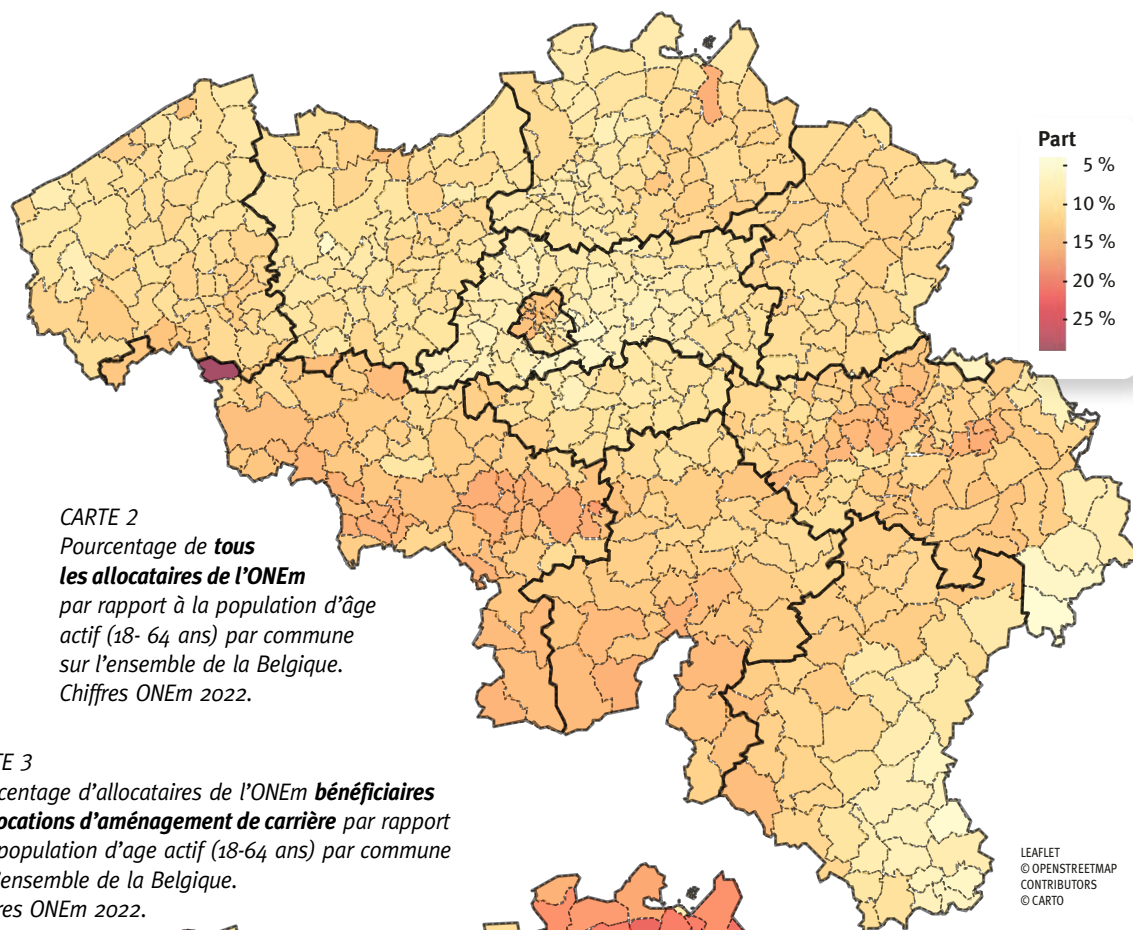 Part
5 %
10 %
15 %
20 %
25 %
CARTE 2
Pourcentage de tous
les allocataires de l'ONEm
par rapport à la population d'âge
actif (18- 64 ans) par commune
sur l'ensemble de la Belgique.
Chiffres ONEm 2022.
TE 3
centage d'allocataires de l'ONEm bénéficiaires
ocations d'aménagement de carrière par rapport
population d'age actif (18-64 ans) par commune
'ensemble de la Belgique.
res ONEm 2022.
LEAFLET
© OPENSTREETMAP
CONTRIBUTORS
© CARTO